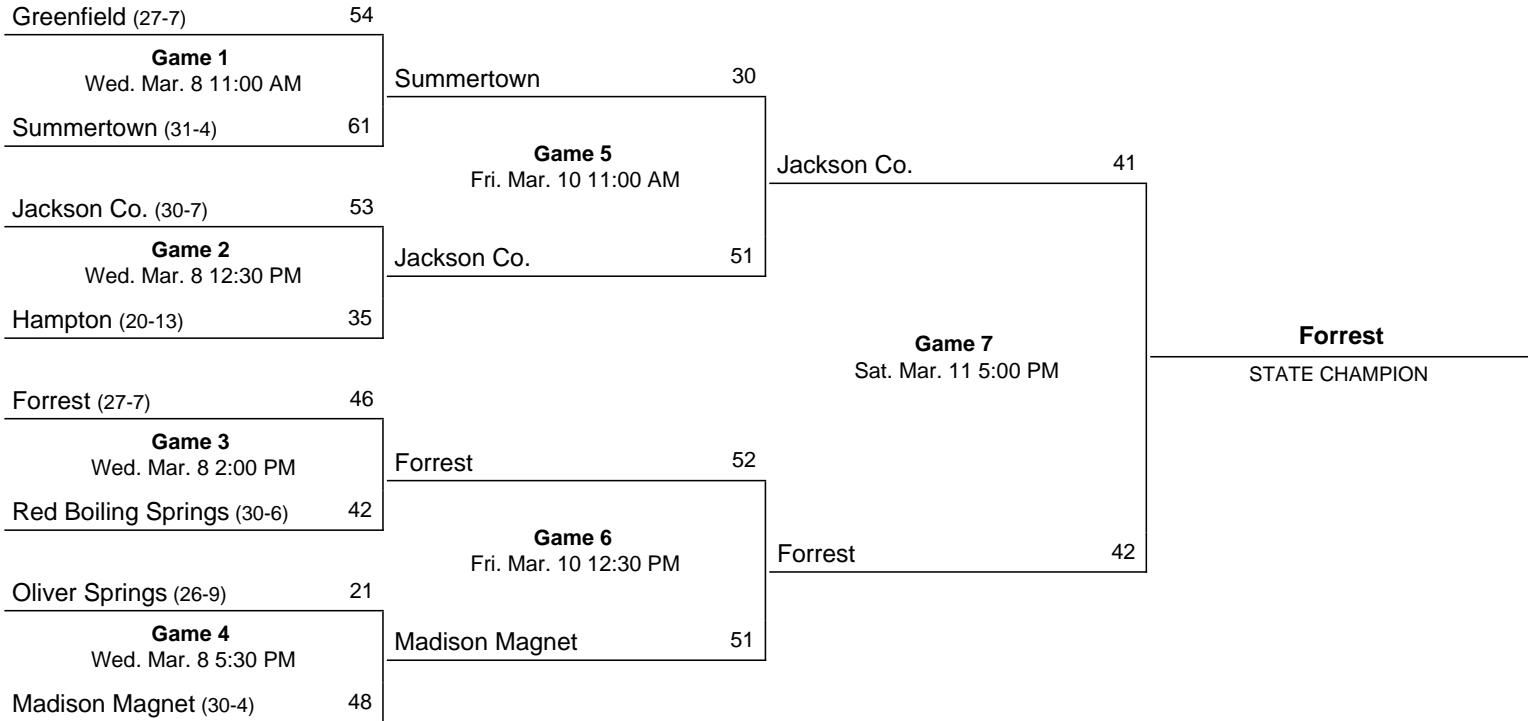 Greenfield (27-7) 54
Game 1
Wed. Mar. 8 11:00 AM
Summertown (31-4) 61
Jackson Co. (30-7) 53
Game 2
Wed. Mar. 8 12:30 PM
Hampton (20-13) 35
Forrest (27-7) 46
Game 3
Wed. Mar. 8 2:00 PM
Red Boiling Springs (30-6) 42
Oliver Springs (26-9) 21
Game 4
Wed. Mar. 8 5:30 PM
Madison Magnet (30-4) 48
Summertown 30
Game 5
Fri. Mar. 10 11:00 AM
Jackson Co. 51
Forrest 52
Game 6
Fri. Mar. 10 12:30 PM
Madison Magnet 51
Jackson Co. 41
Game 7
Sat. Mar. 11 5:00 PM
Forrest 42
Forrest
STATE CHAMPION